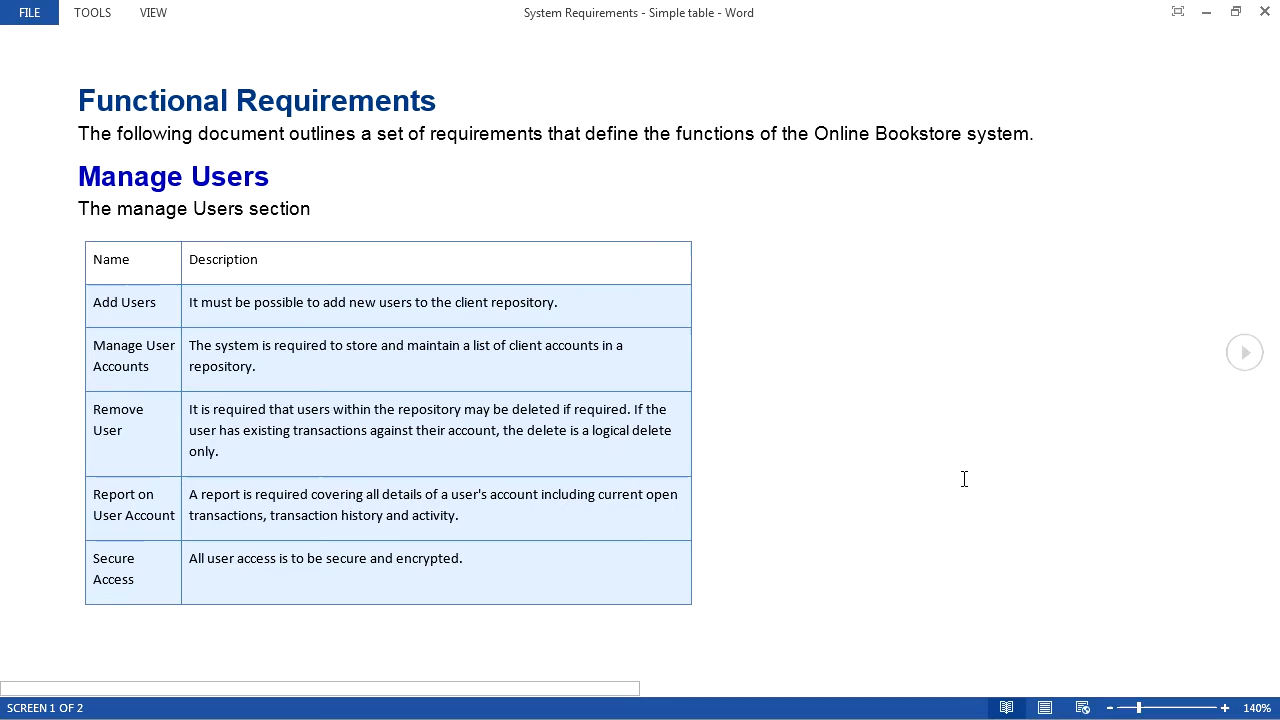 FILE TOOLS VIEW System Requirements - Simple table - Word
Functional Requirements
The following document outlines a set of requirements that define the functions of the Online Bookstore system.
Manage Users
The manage Users section
Name Description
Add Users It must be possible to add new users to the client repository.
Manage User The system is required to store and maintain a list of client accounts in a
Accounts repository.
Remove It is required that users within the repository may be deleted if required. If the
User user has existing transactions against their account, the delete is a logical delete
only.
Report on A report is required covering all details of a user's account including current open
User Account transactions, transaction history and activity.
Secure All user access is to be secure and encrypted.
Access
SCREEN 1 OF 2 140%